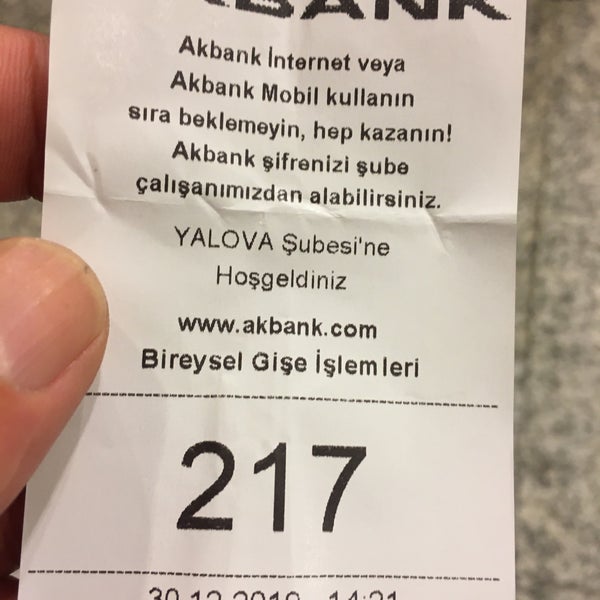 AKBANK
Akbank İnternet veya
Akbank Mobil kullanın
sıra beklemeyin, hep kazanın!
Akbank şifrenizi şube
çalışanımızdan alabilirsiniz.
YALOVA Şubesi'ne
Hoşgeldiniz
www.akbank.com
Bireysel Gişe İşlemleri
217